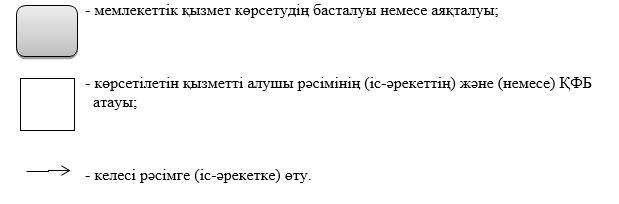 - мемлекеттік қызмет көрсетудің басталуы немесе аяқталуы;
- көрсетілетін қызметті алушы рәсімінің (іс-әрекеттің) және (немесе) ҚФБ
атауы;
- келесі рәсімге (іс-әрекетке) өту.